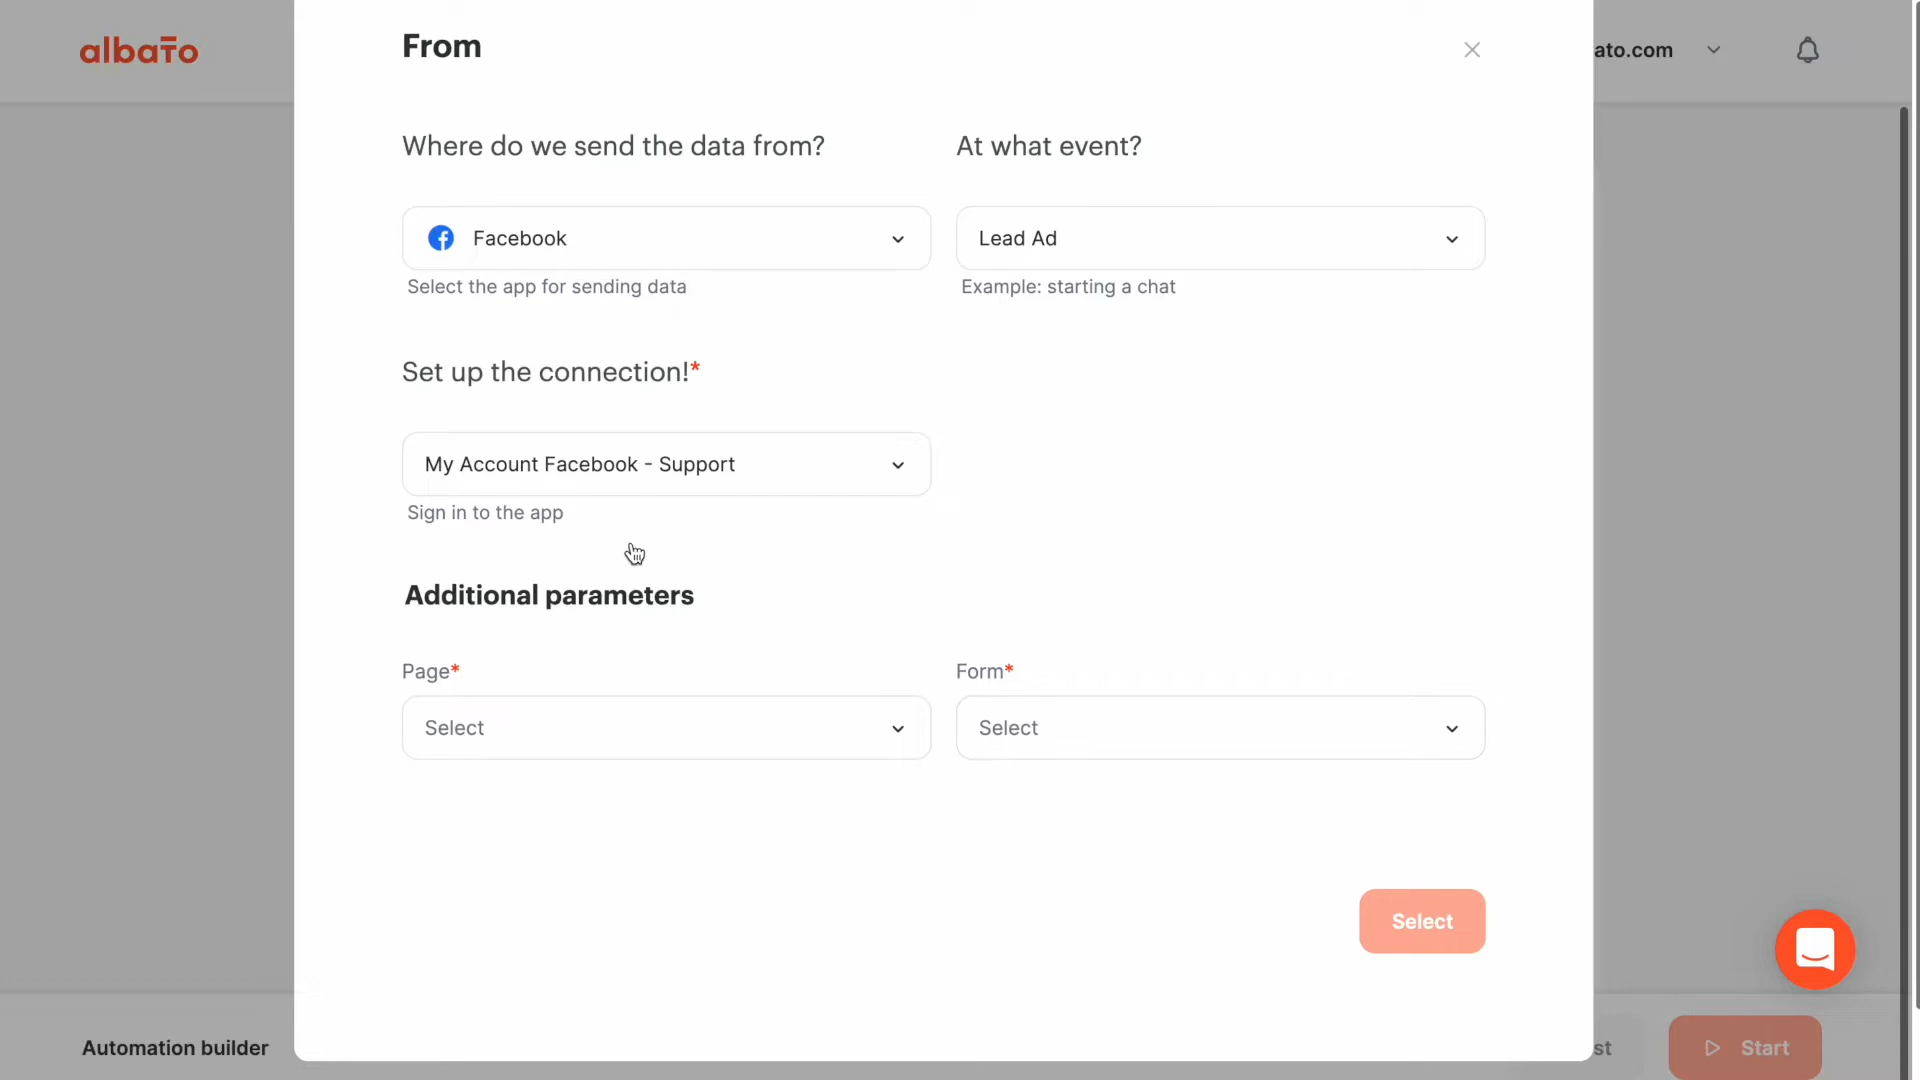 albato
From
ato.com
Where do we send the data from?
At what event?
Facebook
Lead Ad
Select the app for sending data
Example: starting a chat
Set up the connection!*
My Account Facebook - Support
Sign in to the app
Additional parameters
Page*
Form*
Select
Select
Select
Automation builder
st
Start